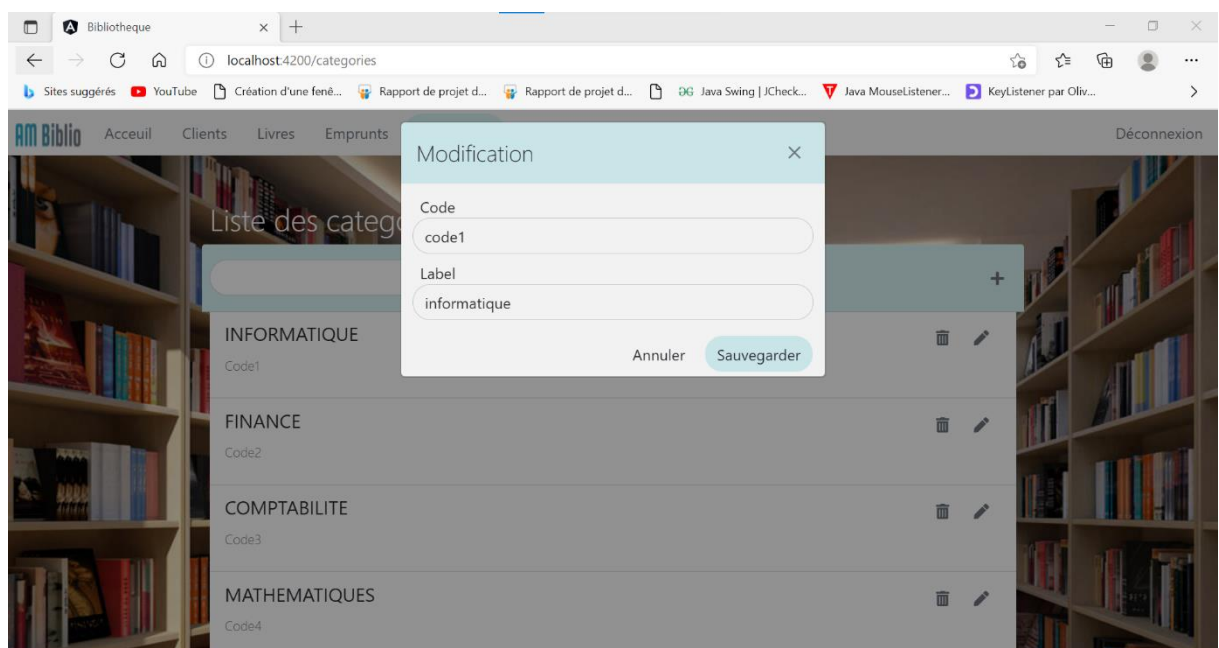 Bibliotheque
localhost:4200/categories
Sites suggérés YouTube Création d'une fenê... Rapport de projet d... Rapport de projet d... Java Swing | JCheck... Java MouseListener... KeyListener par Oliv...
AM Biblio Acceuil Clients Livres Emprunts Déconnexion
Modification
Liste des catego
Code
code1
Label
informatique
Annuler Sauvegarder
INFORMATIQUE
Code1
FINANCE
Code2
COMPTABILITE
Code3
MATHEMATIQUES
Code4